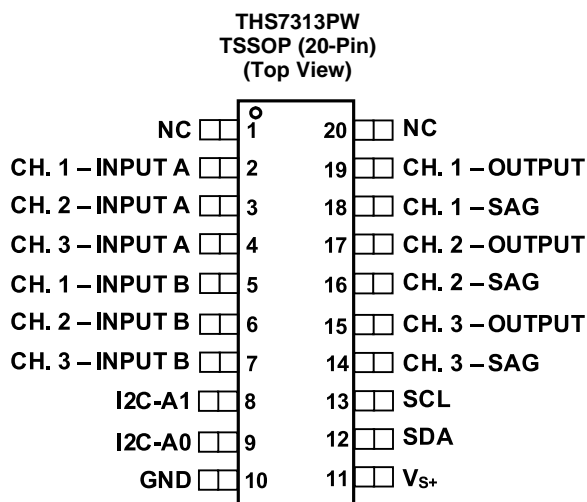 THS7313PW
TSSOP (20-Pin)
(Top View)
NC 1 20 NC
CH. 1 – INPUT A 2 19 CH. 1 – OUTPUT
CH. 2 – INPUT A 3 18 CH. 1 – SAG
CH. 3 – INPUT A 4 17 CH. 2 – OUTPUT
CH. 1 – INPUT B 5 16 CH. 2 – SAG
CH. 2 – INPUT B 6 15 CH. 3 – OUTPUT
CH. 3 – INPUT B 7 14 CH. 3 – SAG
I2C-A1 8 13 SCL
I2C-A0 9 12 SDA
GND 10 11 VS+